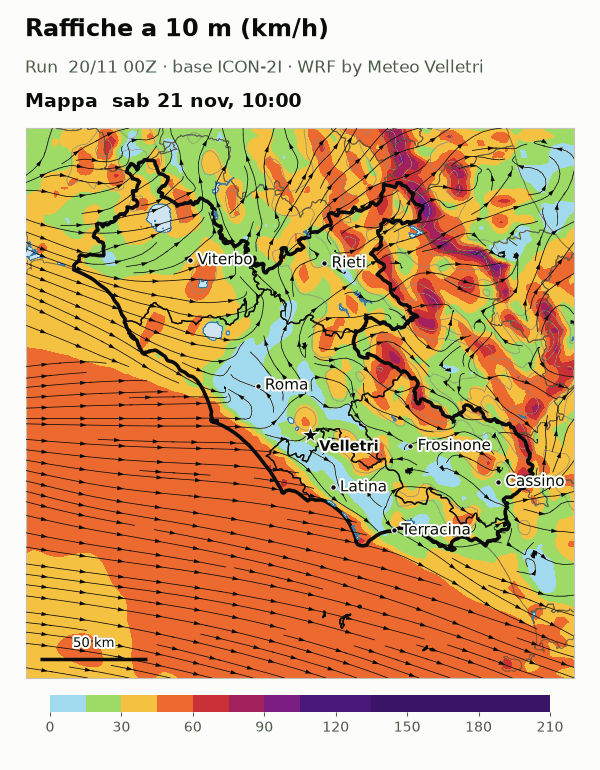 Raffiche a 10 m (km/h)
Run  20/11 00Z · base ICON-2I · WRF by Meteo Velletri
Mappa  sab 21 nov, 10:00
Viterbo
Rieti
Roma
Velletri
Frosinone
Latina
Cassino
Terracina
50 km
0 30 60 90 120 150 180 210